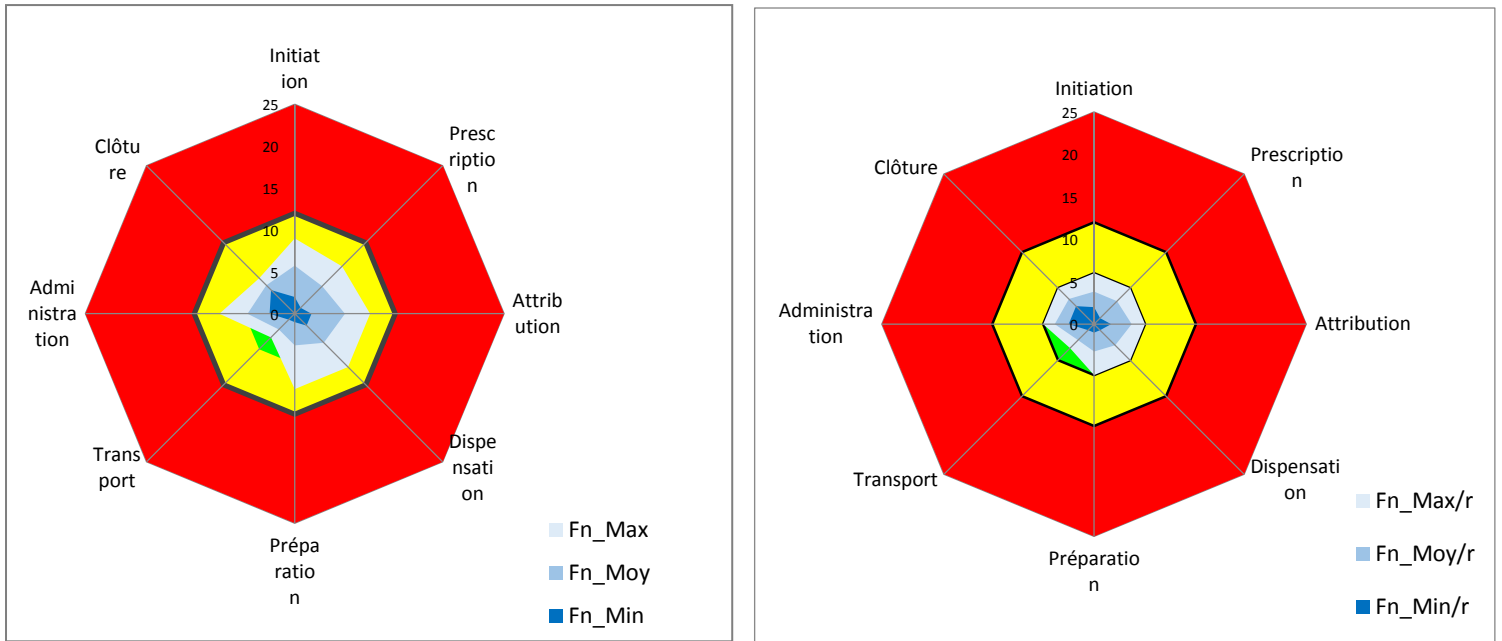 Initiat
ion
25
20
15
10
5
0
Presc
riptio
n
Attrib
ution
Dispe
nsati
on
Prépa
ratio
n
Trans
port
Admi
nistra
tion
Clôtu
re
Fn_Max
Fn_Moy
Fn_Min
Initiation
25
20
15
10
5
0
Prescriptio
n
Attribution
Dispensati
on
Préparatio
n
Transport
Administra
tion
Clôture
Fn_Max/r
Fn_Moy/r
Fn_Min/r